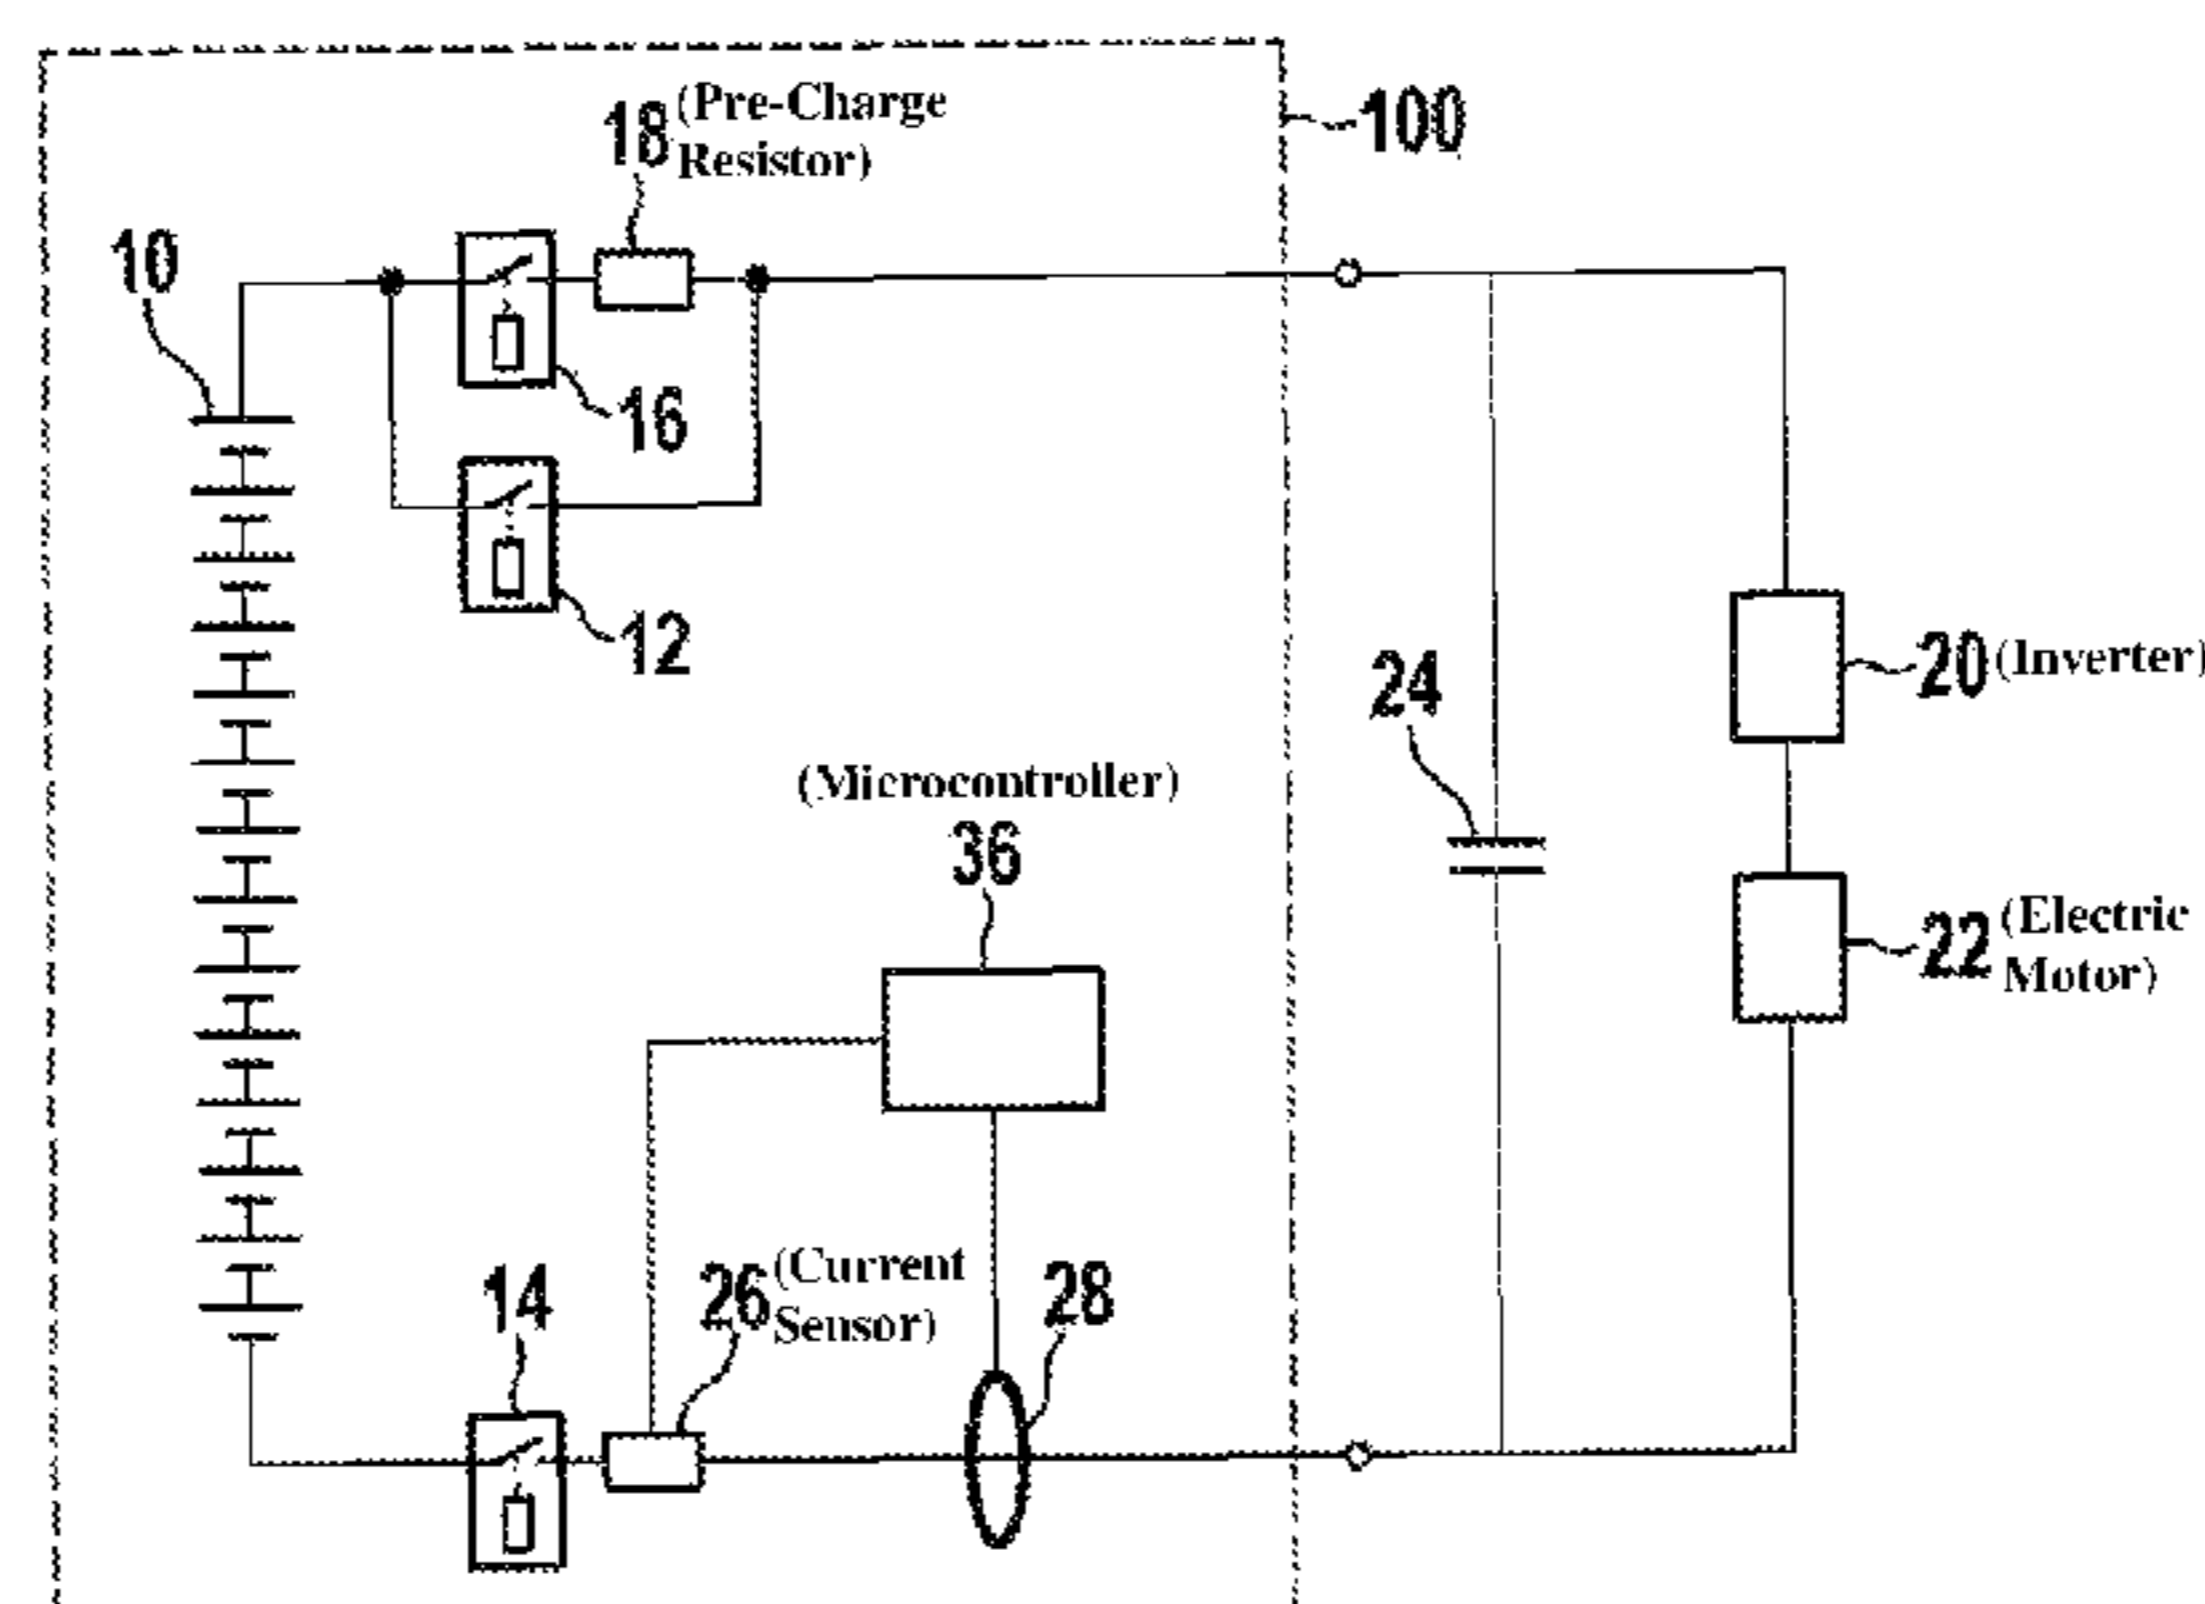 18 (Pre-Charge
Resistor)
100
10
16
12
20 (Inverter)
24
(Microcontroller)
36
22 (Electric
Motor)
14
26 (Current
Sensor)
28